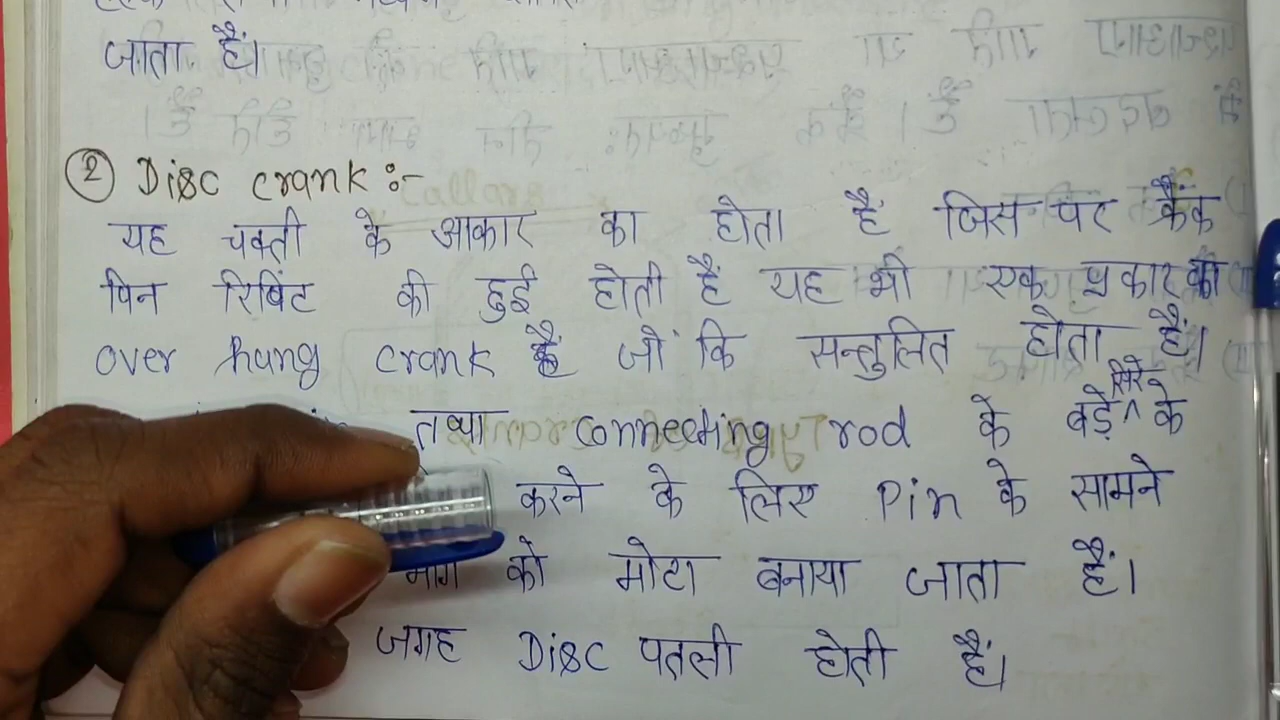 जाता है।
② Disc crank :-
यह चक्ती के आकार का होता है जिस पर क्रैंक
पिन रिबिंट की हुई होती है यह भी एक प्रकार का
over hung crank है जो कि सन्तुलित होता है।
तथा connecting rod के बड़े सिरे के
करने के लिए Pin के सामने
भाग को मोटा बनाया जाता है।
जगह Disc पतली होती है।